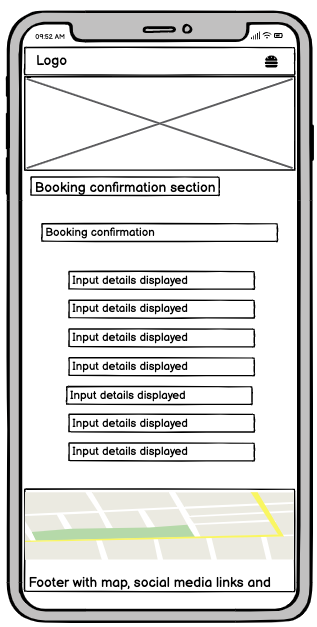 09:52 AM
Logo
Booking confirmation section
Booking confirmation
Input details displayed
Input details displayed
Input details displayed
Input details displayed
Input details displayed
Input details displayed
Input details displayed
Footer with map, social media links and